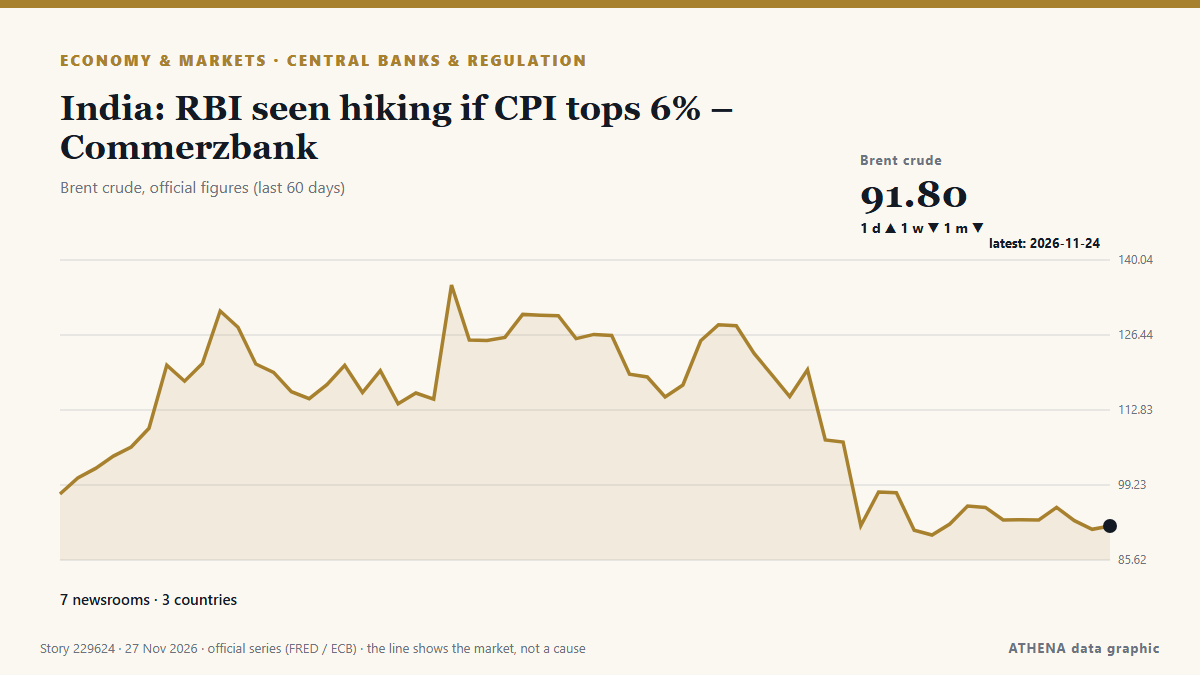 ECONOMY & MARKETS · CENTRAL BANKS & REGULATION
India: RBI seen hiking if CPI tops 6% –
Commerzbank
Brent crude, official figures (last 60 days)
Brent crude
91.80
1 d ▲ 1 w ▼ 1 m ▼
latest: 2026-11-24
140.04
126.44
112.83
99.23
85.62
7 newsrooms · 3 countries
Story 229624 · 27 Nov 2026 · official series (FRED / ECB) · the line shows the market, not a cause
ATHENA data graphic